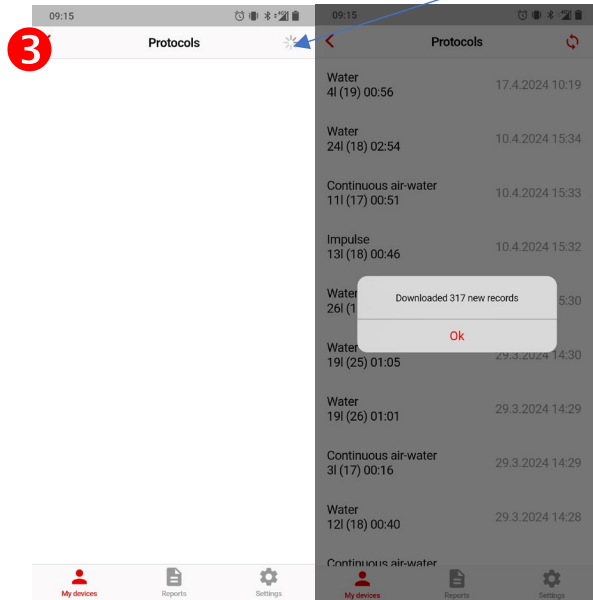 3
09:15
Protocols
My devices
Reports
Settings
09:15
Protocols
Water
4l (19) 00:56
17.4.2024 10:19
Water
24l (18) 02:54
10.4.2024 15:34
Continuous air-water
11l (17) 00:51
10.4.2024 15:33
Impulse
13l (18) 00:46
10.4.2024 15:32
Water
26l (1
5:30
Downloaded 317 new records
Ok
Water
19l (25) 01:05
29.3.2024 14:30
Water
19l (26) 01:01
29.3.2024 14:29
Continuous air-water
3l (17) 00:16
29.3.2024 14:29
Water
12l (18) 00:40
29.3.2024 14:28
Continuous air-water
My devices
Reports
Settings